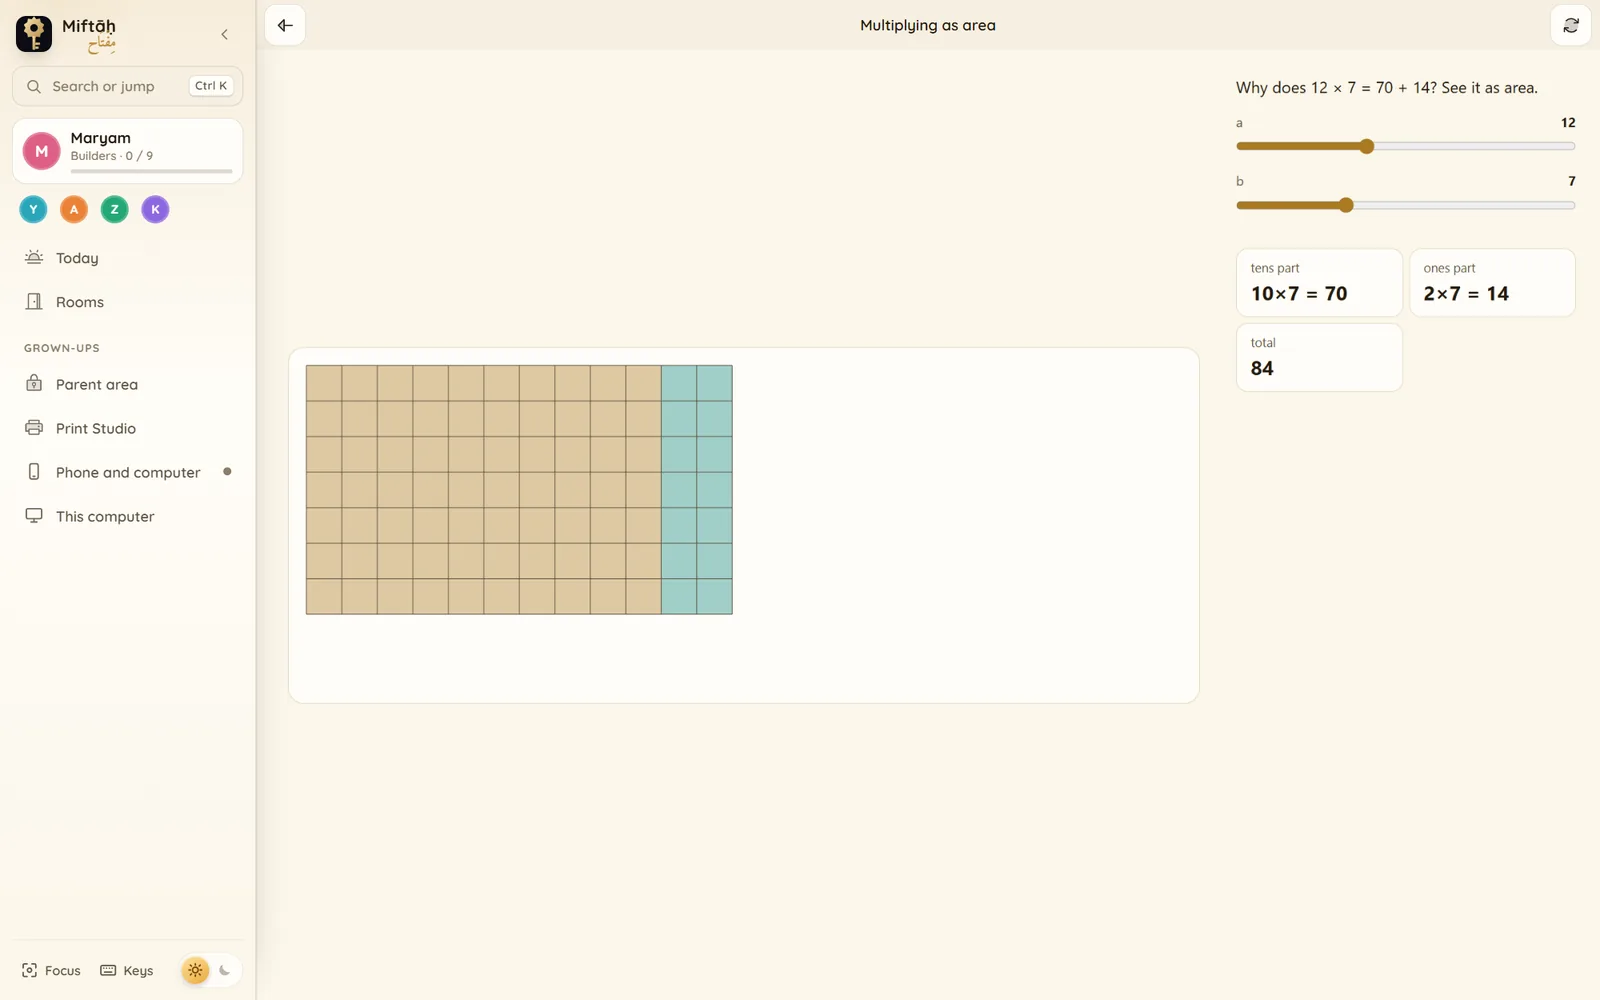 Miftāḥ
مِفتاح
Search or jump
Ctrl K
M
Maryam
Builders · 0 / 9
Y
A
Z
K
Today
Rooms
GROWN-UPS
Parent area
Print Studio
Phone and computer
This computer
Focus
Keys
Multiplying as area
Why does 12 × 7 = 70 + 14? See it as area.
a
12
b
7
tens part
10×7 = 70
ones part
2×7 = 14
total
84